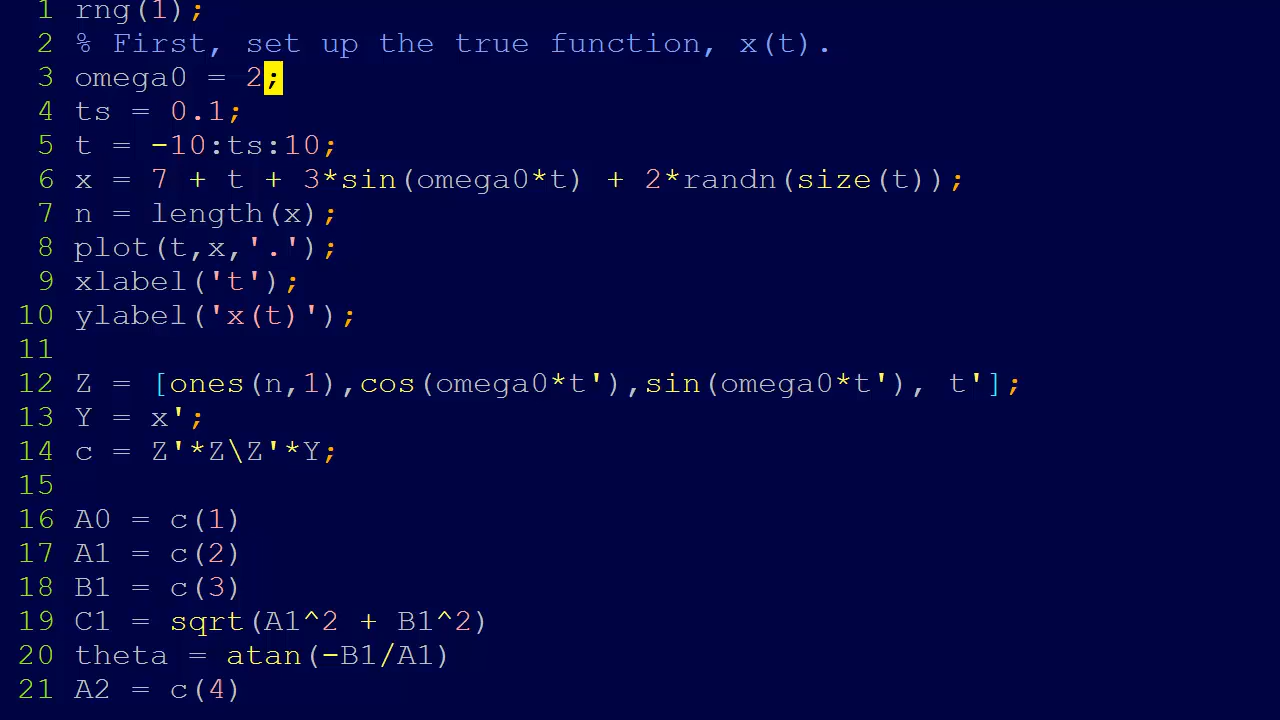 1 rng(1);
2 % First, set up the true function, x(t).
3 omega0 = 2;
4 ts = 0.1;
5 t = -10:ts:10;
6 x = 7 + t + 3*sin(omega0*t) + 2*randn(size(t));
7 n = length(x);
8 plot(t,x,'.');
9 xlabel('t');
10 ylabel('x(t)');
11
12 Z = [ones(n,1),cos(omega0*t'),sin(omega0*t'), t'];
13 Y = x';
14 c = Z'*Z\Z'*Y;
15
16 A0 = c(1)
17 A1 = c(2)
18 B1 = c(3)
19 C1 = sqrt(A1^2 + B1^2)
20 theta = atan(-B1/A1)
21 A2 = c(4)